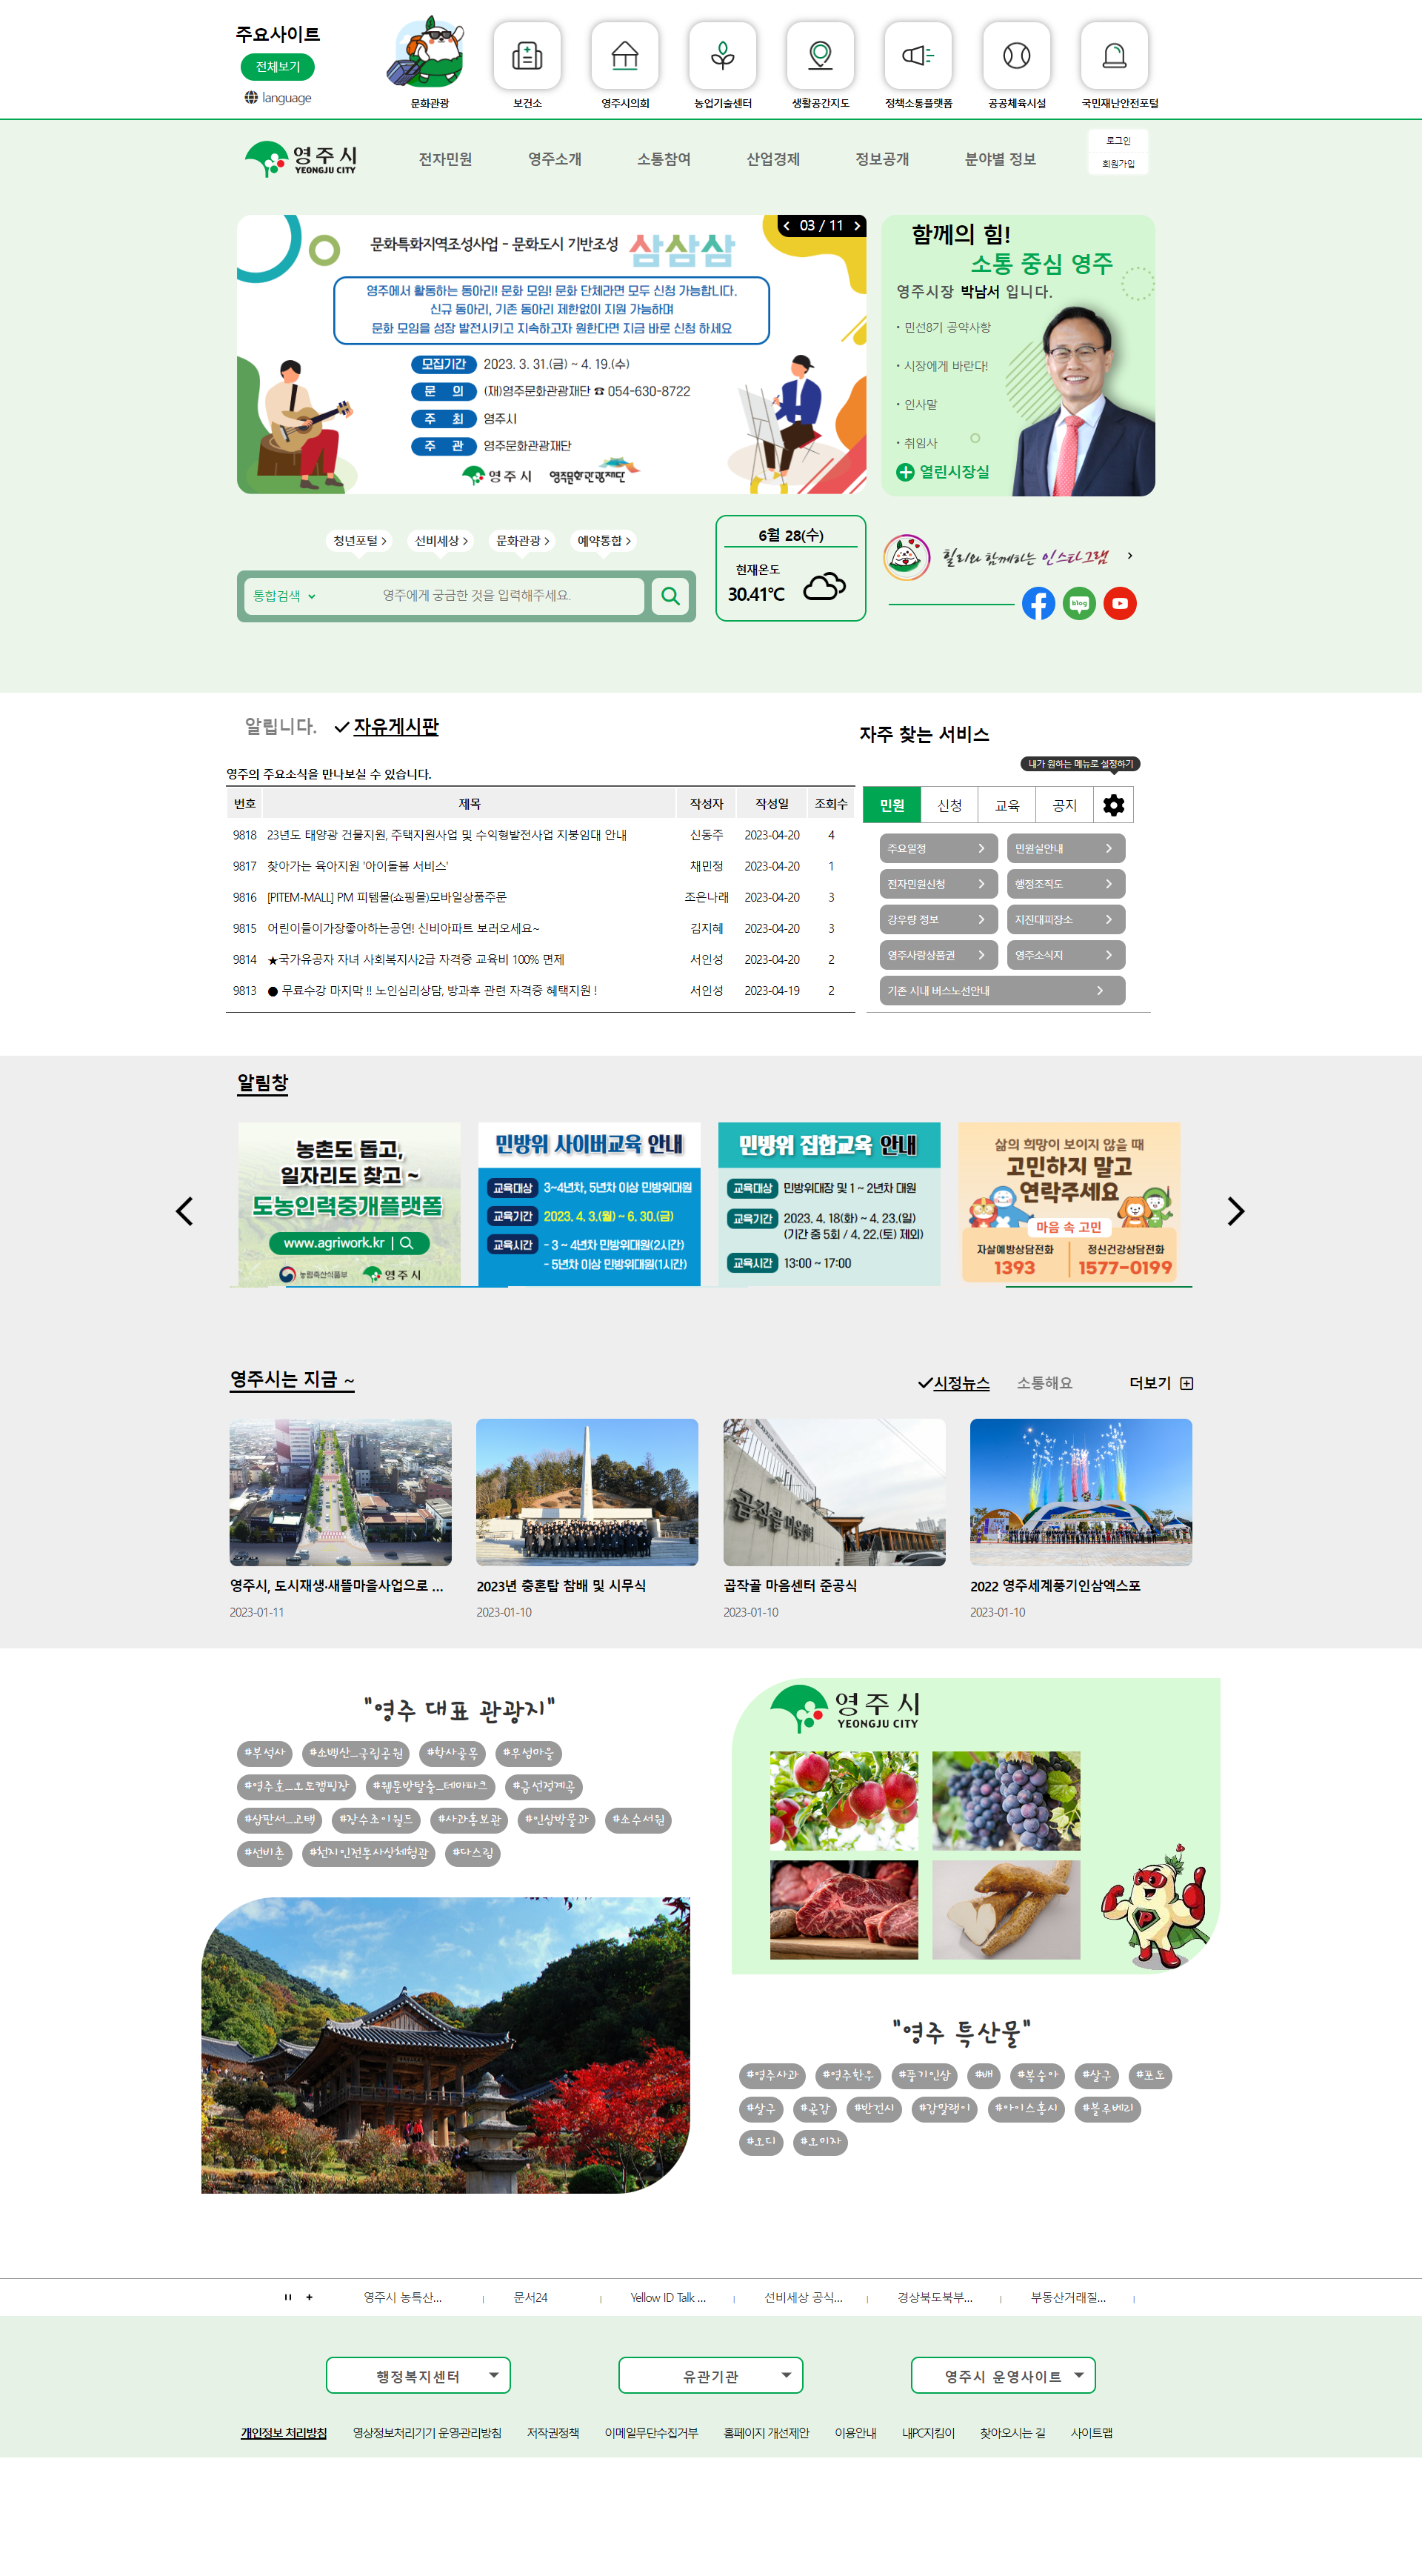 주요사이트
전체보기
language
문화관광
보건소
영주시의회
농업기술센터
생활공간지도
정책소통플랫폼
공공체육시설
국민재난안전포털
영주시
YEONGJU CITY
전자민원
영주소개
소통참여
산업경제
정보공개
분야별 정보
로그인
회원가입
문화특화지역조성사업 - 문화도시 기반조성 삼삼삼
03 / 11
영주에서 활동하는 동아리! 문화 모임! 문화 단체라면 모두 신청 가능합니다.
신규 동아리, 기존 동아리 제한없이 지원 가능하며
문화 모임을 성장 발전시키고 지속하고자 원한다면 지금 바로 신청 하세요
모집기간 2023. 3. 31.(금) ~ 4. 19.(수)
문 의 (재)영주문화관광재단 ☎ 054-630-8722
주 최 영주시
주 관 영주문화관광재단
영주시 영주문화관광재단
함께의 힘!
소통 중심 영주
영주시장 박남서 입니다.
• 민선8기 공약사항
• 시장에게 바란다!
• 인사말
• 취임사
열린시장실
청년포털
선비세상
문화관광
예약통합
통합검색
영주에게 궁금한 것을 입력해주세요.
6월 28(수)
현재온도
30.41℃
힐리와 함께하는 인스타그램
blog
알립니다.
자유게시판
영주의 주요소식을 만나보실 수 있습니다.
번호 제목 작성자 작성일 조회수
9818 23년도 태양광 건물지원, 주택지원사업 및 수익형발전사업 지붕임대 안내 신동주 2023-04-20 4
9817 찾아가는 육아지원 '아이돌봄 서비스' 채민정 2023-04-20 1
9816 [PITEM-MALL] PM 피템몰(쇼핑몰)모바일상품주문 조은나래 2023-04-20 3
9815 어린이들이가장좋아하는공연! 신비아파트 보러오세요~ 김지혜 2023-04-20 3
9814 ★국가유공자 자녀 사회복지사2급 자격증 교육비 100% 면제 서인성 2023-04-20 2
9813 ● 무료수강 마지막 !! 노인심리상담, 방과후 관련 자격증 혜택지원 ! 서인성 2023-04-19 2
자주 찾는 서비스
내가 원하는 메뉴로 설정하기
민원
신청
교육
공지
주요일정
민원실안내
전자민원신청
행정조직도
강우량 정보
지진대피장소
영주사랑상품권
영주소식지
기존 시내 버스노선안내
알림창
농촌도 돕고,
일자리도 찾고 ~
도농인력중개플랫폼
www.agriwork.kr
농림축산식품부 영주시
민방위 사이버교육 안내
교육대상 3~4년차, 5년차 이상 민방위대원
교육기간 2023. 4. 3.(월) ~ 6. 30.(금)
교육시간 - 3 ~ 4년차 민방위대원(2시간)
- 5년차 이상 민방위대원(1시간)
민방위 집합교육 안내
교육대상 민방위대장 및 1 ~ 2년차 대원
교육기간 2023. 4. 18(화) ~ 4. 23.(일)
(기간 중 5회 / 4. 22.(토) 제외)
교육시간 13:00 ~ 17:00
삶의 희망이 보이지 않을 때
고민하지 말고
연락주세요
마음 속 고민
자살예방상담전화
1393
정신건강상담전화
1577-0199
영주시는 지금 ~
시정뉴스
소통해요
더보기
영주시, 도시재생·새뜰마을사업으로 ...
2023-01-11
2023년 충혼탑 참배 및 시무식
2023-01-10
곱작골 마음센터 준공식
2023-01-10
2022 영주세계풍기인삼엑스포
2023-01-10
"영주 대표 관광지"
#부석사
#소백산_국립공원
#학사골목
#무섬마을
#영주호_오토캠핑장
#웹툰방탈출_테마파크
#금선정계곡
#삼판서_고택
#장수조이월드
#사과홍보관
#인삼박물관
#소수서원
#선비촌
#천지인전통사상체험관
#다스림
영주시
YEONGJU CITY
"영주 특산물"
#영주사과
#영주한우
#풍기인삼
#배
#복숭아
#살구
#포도
#살구
#곶감
#반건시
#감말랭이
#아이스홍시
#블루베리
#오디
#오미자
영주시 농특산...
문서24
Yellow ID Talk ...
선비세상 공식...
경상북도북부...
부동산거래질...
행정복지센터
유관기관
영주시 운영사이트
개인정보 처리방침
영상정보처리기기 운영관리방침
저작권정책
이메일무단수집거부
홈페이지 개선제안
이용안내
내PC지킴이
찾아오시는 길
사이트맵